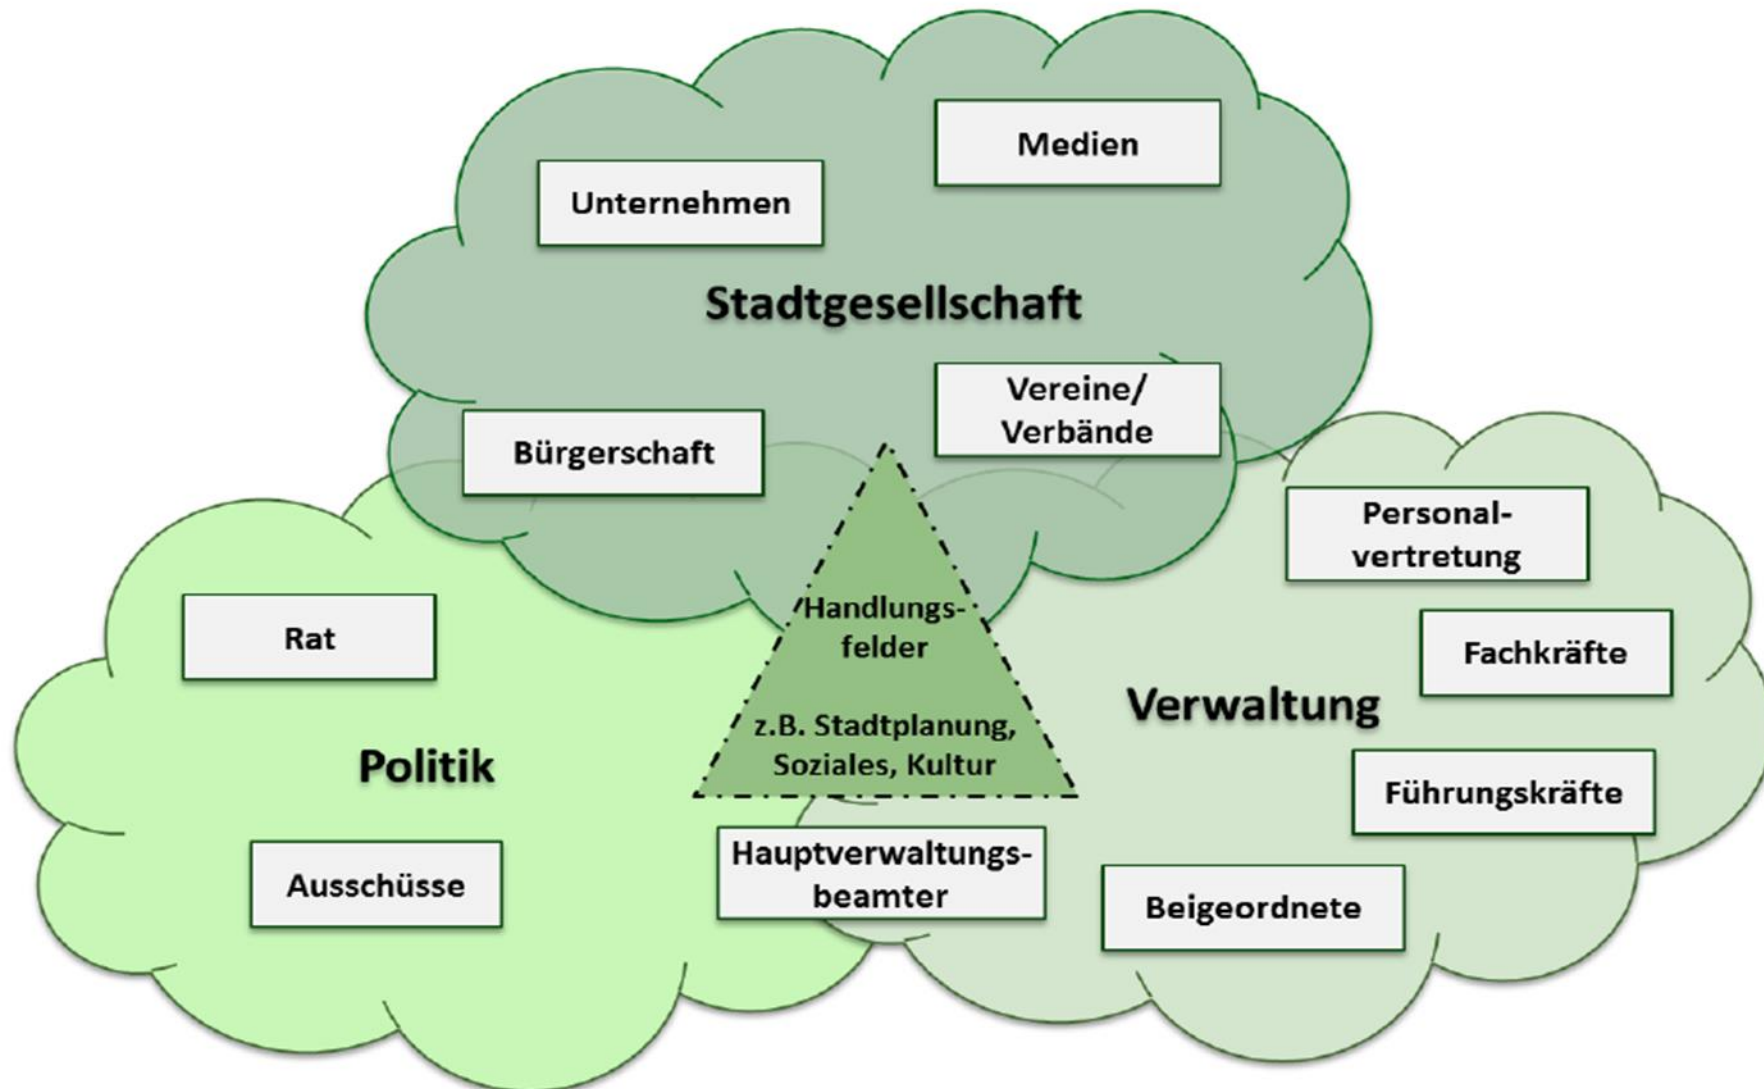 Medien
Unternehmen
Stadtgesellschaft
Vereine/
Verbände
Bürgerschaft
Personal-
vertretung
Handlungs-
felder
Rat
Fachkräfte
Verwaltung
z.B. Stadtplanung,
Soziales, Kultur
Politik
Führungskräfte
Hauptverwaltungs-
beamter
Ausschüsse
Beigeordnete